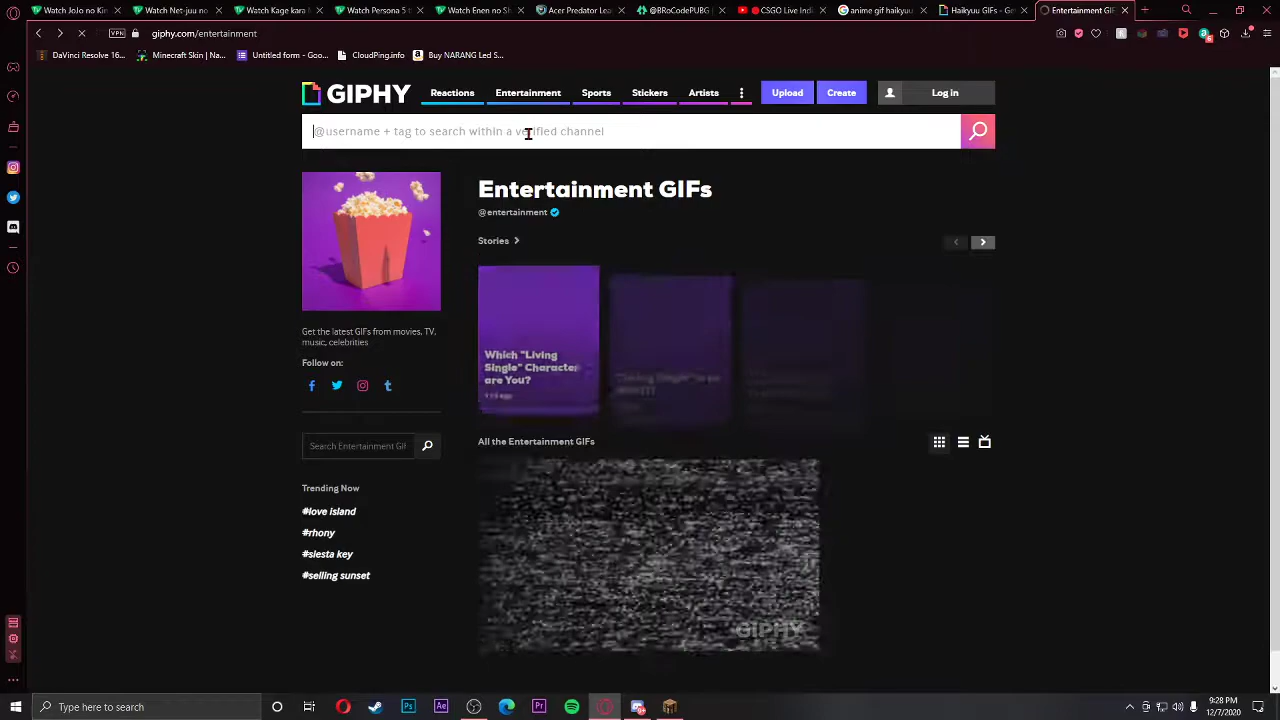 Watch JoJo no Kin
Watch Net-juu no
Watch Kage kara
Watch Persona 5 t
Watch Enen no Sh
Acer Predator Lea
@BRoCodePUBG |
CSGO Livin
anime gif haikyuu
Haikyuu GIFs - Ge
Entertainment GIF
VPN giphy.com/entertainment
DaVinci Resolve 16...
Minecraft Skin | Na...
Untitled form - Goo...
CloudPing.info
Buy NARANG Led S...
GIPHY
Reactions
Entertainment
Sports
Stickers
Artists
Upload
Create
Log in
@username + tag to search within a verified channel
Entertainment GIFs
@entertainment
Stories
Get the latest GIFs from movies, TV,
music, celebrities
Follow on:
Which "Living
Single" Character
are You?
All the Entertainment GIFs
Search Entertainment GIF
Trending Now
#love island
#rhony
#siesta key
#selling sunset
GIPHY
Type here to search
9:28 PM
12/7/2020